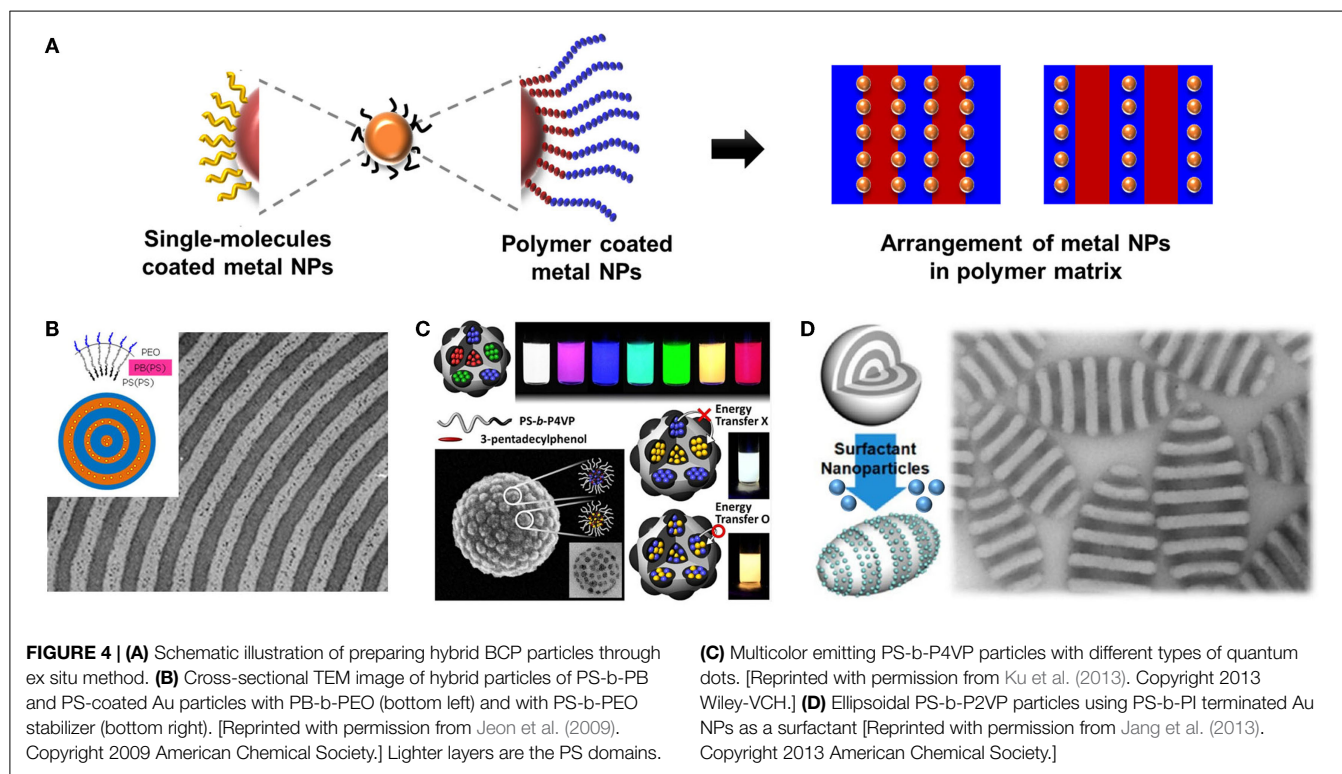 A
Single-molecules
coated metal NPs
Polymer coated
metal NPs
Arrangement of metal NPs
in polymer matrix
B
PEO
PB(PS)
PS(PS)
C
PS-b-P4VP
3-pentadecylphenol
Energy
Transfer X
Energy
Transfer O
D
Surfactant
Nanoparticles
FIGURE 4 | (A) Schematic illustration of preparing hybrid BCP particles through
ex situ method. (B) Cross-sectional TEM image of hybrid particles of PS-b-PB
and PS-coated Au particles with PB-b-PEO (bottom left) and with PS-b-PEO
stabilizer (bottom right). [Reprinted with permission from Jeon et al. (2009).
Copyright 2009 American Chemical Society.] Lighter layers are the PS domains.
(C) Multicolor emitting PS-b-P4VP particles with different types of quantum
dots. [Reprinted with permission from Ku et al. (2013). Copyright 2013
Wiley-VCH.] (D) Ellipsoidal PS-b-P2VP particles using PS-b-PI terminated Au
NPs as a surfactant [Reprinted with permission from Jang et al. (2013).
Copyright 2013 American Chemical Society.]